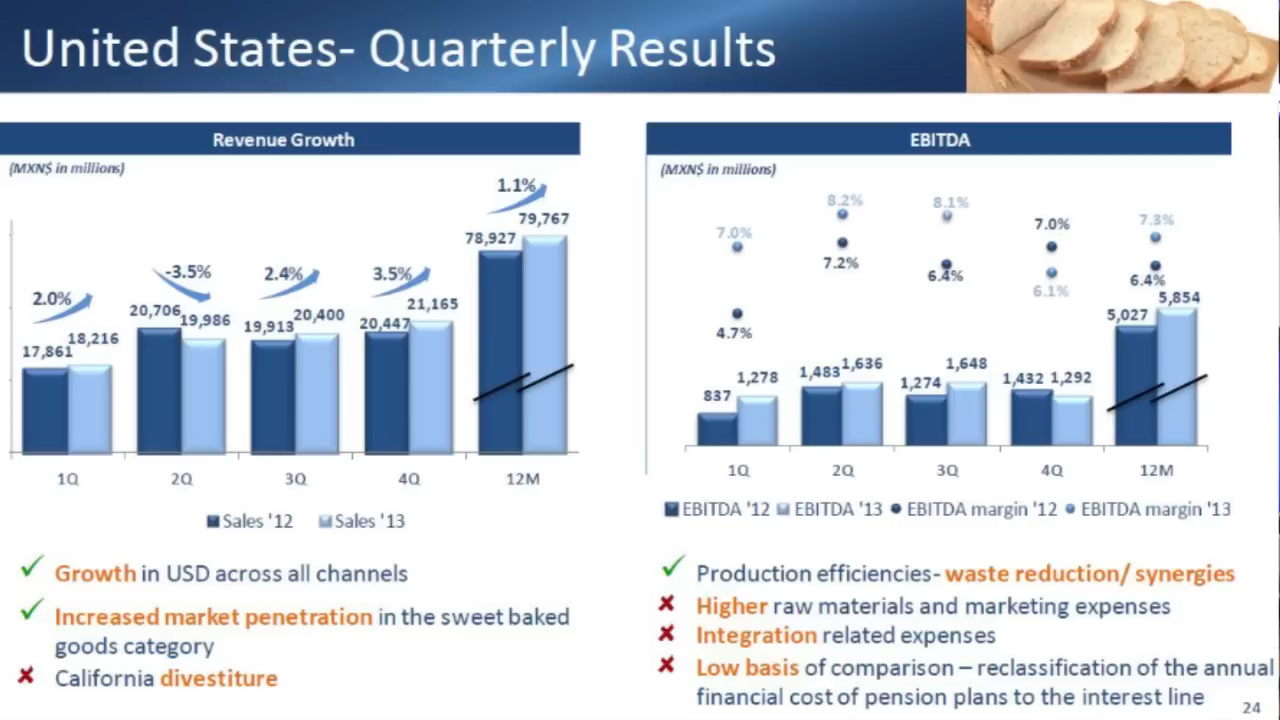 United States- Quarterly Results
Revenue Growth
(MXN$ in millions)
1.1%
79,767
78,927
-3.5%
2.4%
3.5%
2.0%
20,706
19,986
19,913
20,400
20,447
21,165
17,861
18,216
1Q 2Q 3Q 4Q 12M
Sales '12 Sales '13
Growth in USD across all channels
Increased market penetration in the sweet baked
goods category
California divestiture
EBITDA
(MXN$ in millions)
8.2%
8.1%
7.0%
7.0%
7.3%
7.2%
6.4%
6.1%
6.4%
4.7%
5,027
5,854
837
1,278
1,483
1,636
1,274
1,648
1,432
1,292
1Q 2Q 3Q 4Q 12M
EBITDA '12 EBITDA '13 EBITDA margin '12 EBITDA margin '13
Production efficiencies- waste reduction/ synergies
Higher raw materials and marketing expenses
Integration related expenses
Low basis of comparison – reclassification of the annual
financial cost of pension plans to the interest line
24